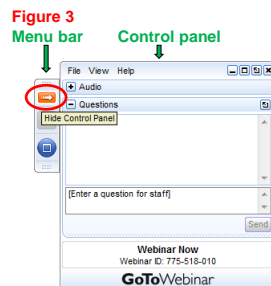 Figure 3
Menu bar Control panel
File View Help
Audio
Questions
Hide Control Panel
[Enter a question for staff]
Send
Webinar Now
Webinar ID: 775-518-010
GoToWebinar